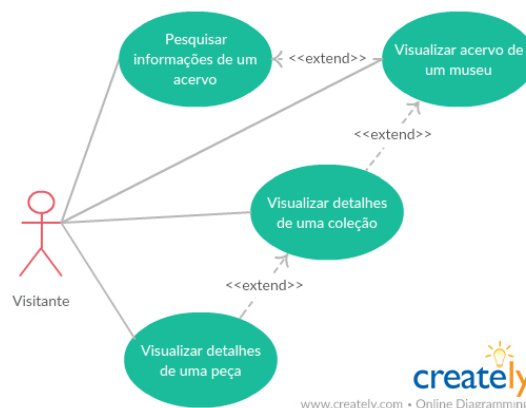 Pesquisar
informações de um
acervo
<<extend>>
Visualizar acervo de
um museu
<<extend>>
Visualizar detalhes
de uma coleção
Visitante
<<extend>>
Visualizar detalhes
de uma peça
creately
www.creately.com • Online Diagramming